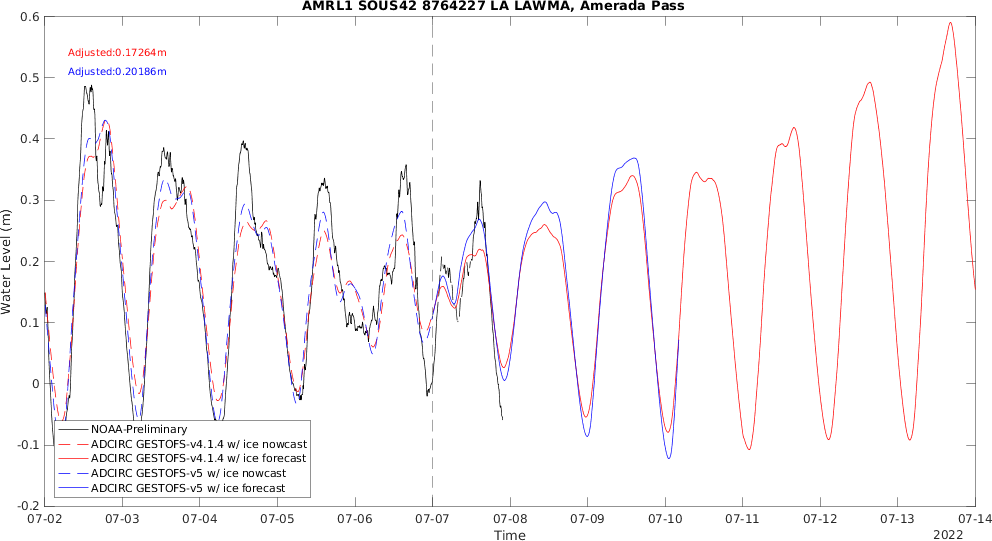 AMRL1 SOUS42 8764227 LA LAWMA, Amerada Pass
0.6
Adjusted:0.17264m
Adjusted:0.20186m
0.5
0.4
0.3
0.2
0.1
0
-0.1
-0.2
Water Level (m)
NOAA-Preliminary
ADCIRC GESTOFS-v4.1.4 w/ ice nowcast
ADCIRC GESTOFS-v4.1.4 w/ ice forecast
ADCIRC GESTOFS-v5 w/ ice nowcast
ADCIRC GESTOFS-v5 w/ ice forecast
07-02 07-03 07-04 07-05 07-06 07-07 07-08 07-09 07-10 07-11 07-12 07-13 07-14
Time
2022